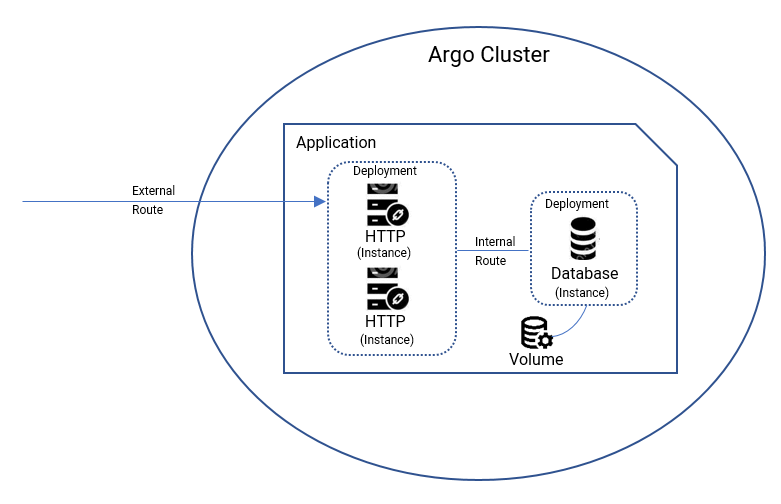 Argo Cluster
Application
Deployment
External
Route
HTTP
(Instance)
HTTP
(Instance)
Internal
Route
Deployment
Database
(Instance)
Volume